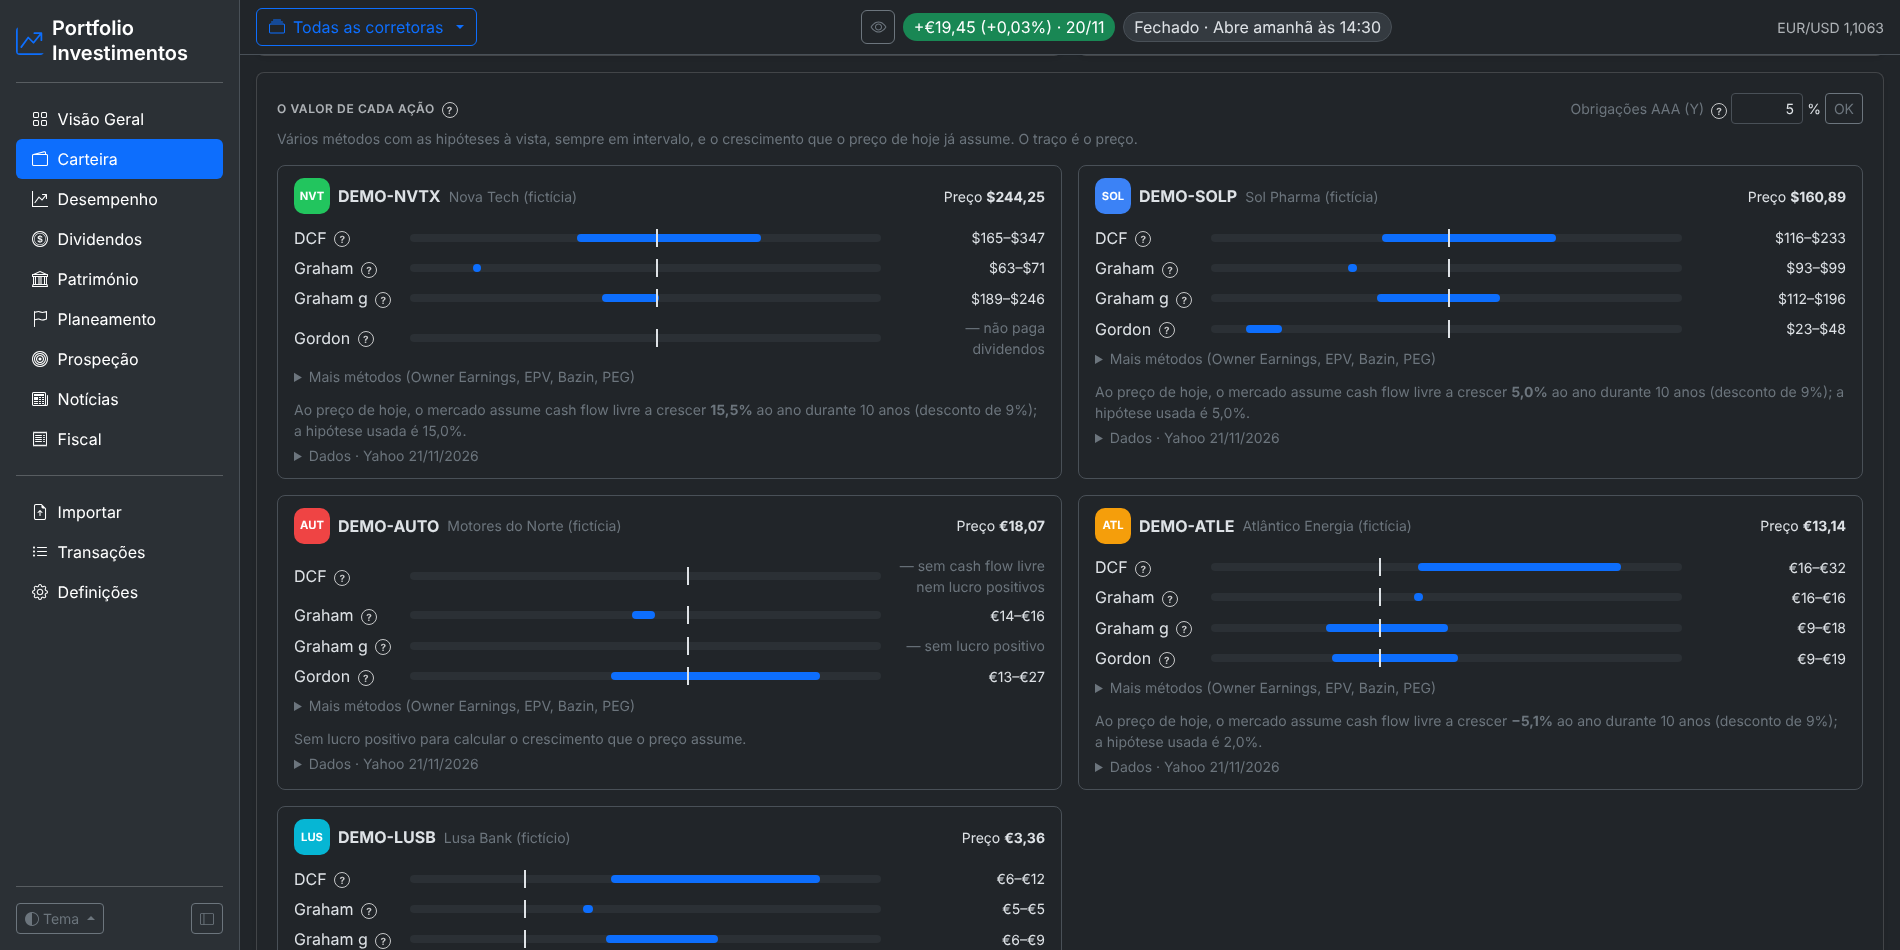 Portfolio
Investimentos
Visão Geral
Carteira
Desempenho
Dividendos
Património
Planeamento
Prospeção
Notícias
Fiscal
Importar
Transações
Definições
Tema
Todas as corretoras
+€19,45 (+0,03%) · 20/11
Fechado · Abre amanhã às 14:30
EUR/USD 1,1063
O VALOR DE CADA AÇÃO ?
Obrigações AAA (Y) ? 5 % OK
Vários métodos com as hipóteses à vista, sempre em intervalo, e o crescimento que o preço de hoje já assume. O traço é o preço.
NVT DEMO-NVTX Nova Tech (fictícia) Preço $244,25
DCF ? $165–$347
Graham ? $63–$71
Graham g ? $189–$246
Gordon ? — não paga
dividendos
Mais métodos (Owner Earnings, EPV, Bazin, PEG)
Ao preço de hoje, o mercado assume cash flow livre a crescer 15,5% ao ano durante 10 anos (desconto de 9%);
a hipótese usada é 15,0%.
Dados · Yahoo 21/11/2026
SOL DEMO-SOLP Sol Pharma (fictícia) Preço $160,89
DCF ? $116–$233
Graham ? $93–$99
Graham g ? $112–$196
Gordon ? $23–$48
Mais métodos (Owner Earnings, EPV, Bazin, PEG)
Ao preço de hoje, o mercado assume cash flow livre a crescer 5,0% ao ano durante 10 anos (desconto de 9%); a
hipótese usada é 5,0%.
Dados · Yahoo 21/11/2026
AUT DEMO-AUTO Motores do Norte (fictícia) Preço €18,07
DCF ? — sem cash flow livre
nem lucro positivos
Graham ? €14–€16
Graham g ? — sem lucro positivo
Gordon ? €13–€27
Mais métodos (Owner Earnings, EPV, Bazin, PEG)
Sem lucro positivo para calcular o crescimento que o preço assume.
Dados · Yahoo 21/11/2026
ATL DEMO-ATLE Atlântico Energia (fictícia) Preço €13,14
DCF ? €16–€32
Graham ? €16–€16
Graham g ? €9–€18
Gordon ? €9–€19
Mais métodos (Owner Earnings, EPV, Bazin, PEG)
Ao preço de hoje, o mercado assume cash flow livre a crescer −5,1% ao ano durante 10 anos (desconto de 9%);
a hipótese usada é 2,0%.
Dados · Yahoo 21/11/2026
LUS DEMO-LUSB Lusa Bank (fictício) Preço €3,36
DCF ? €6–€12
Graham ? €5–€5
Graham g ? €6–€9